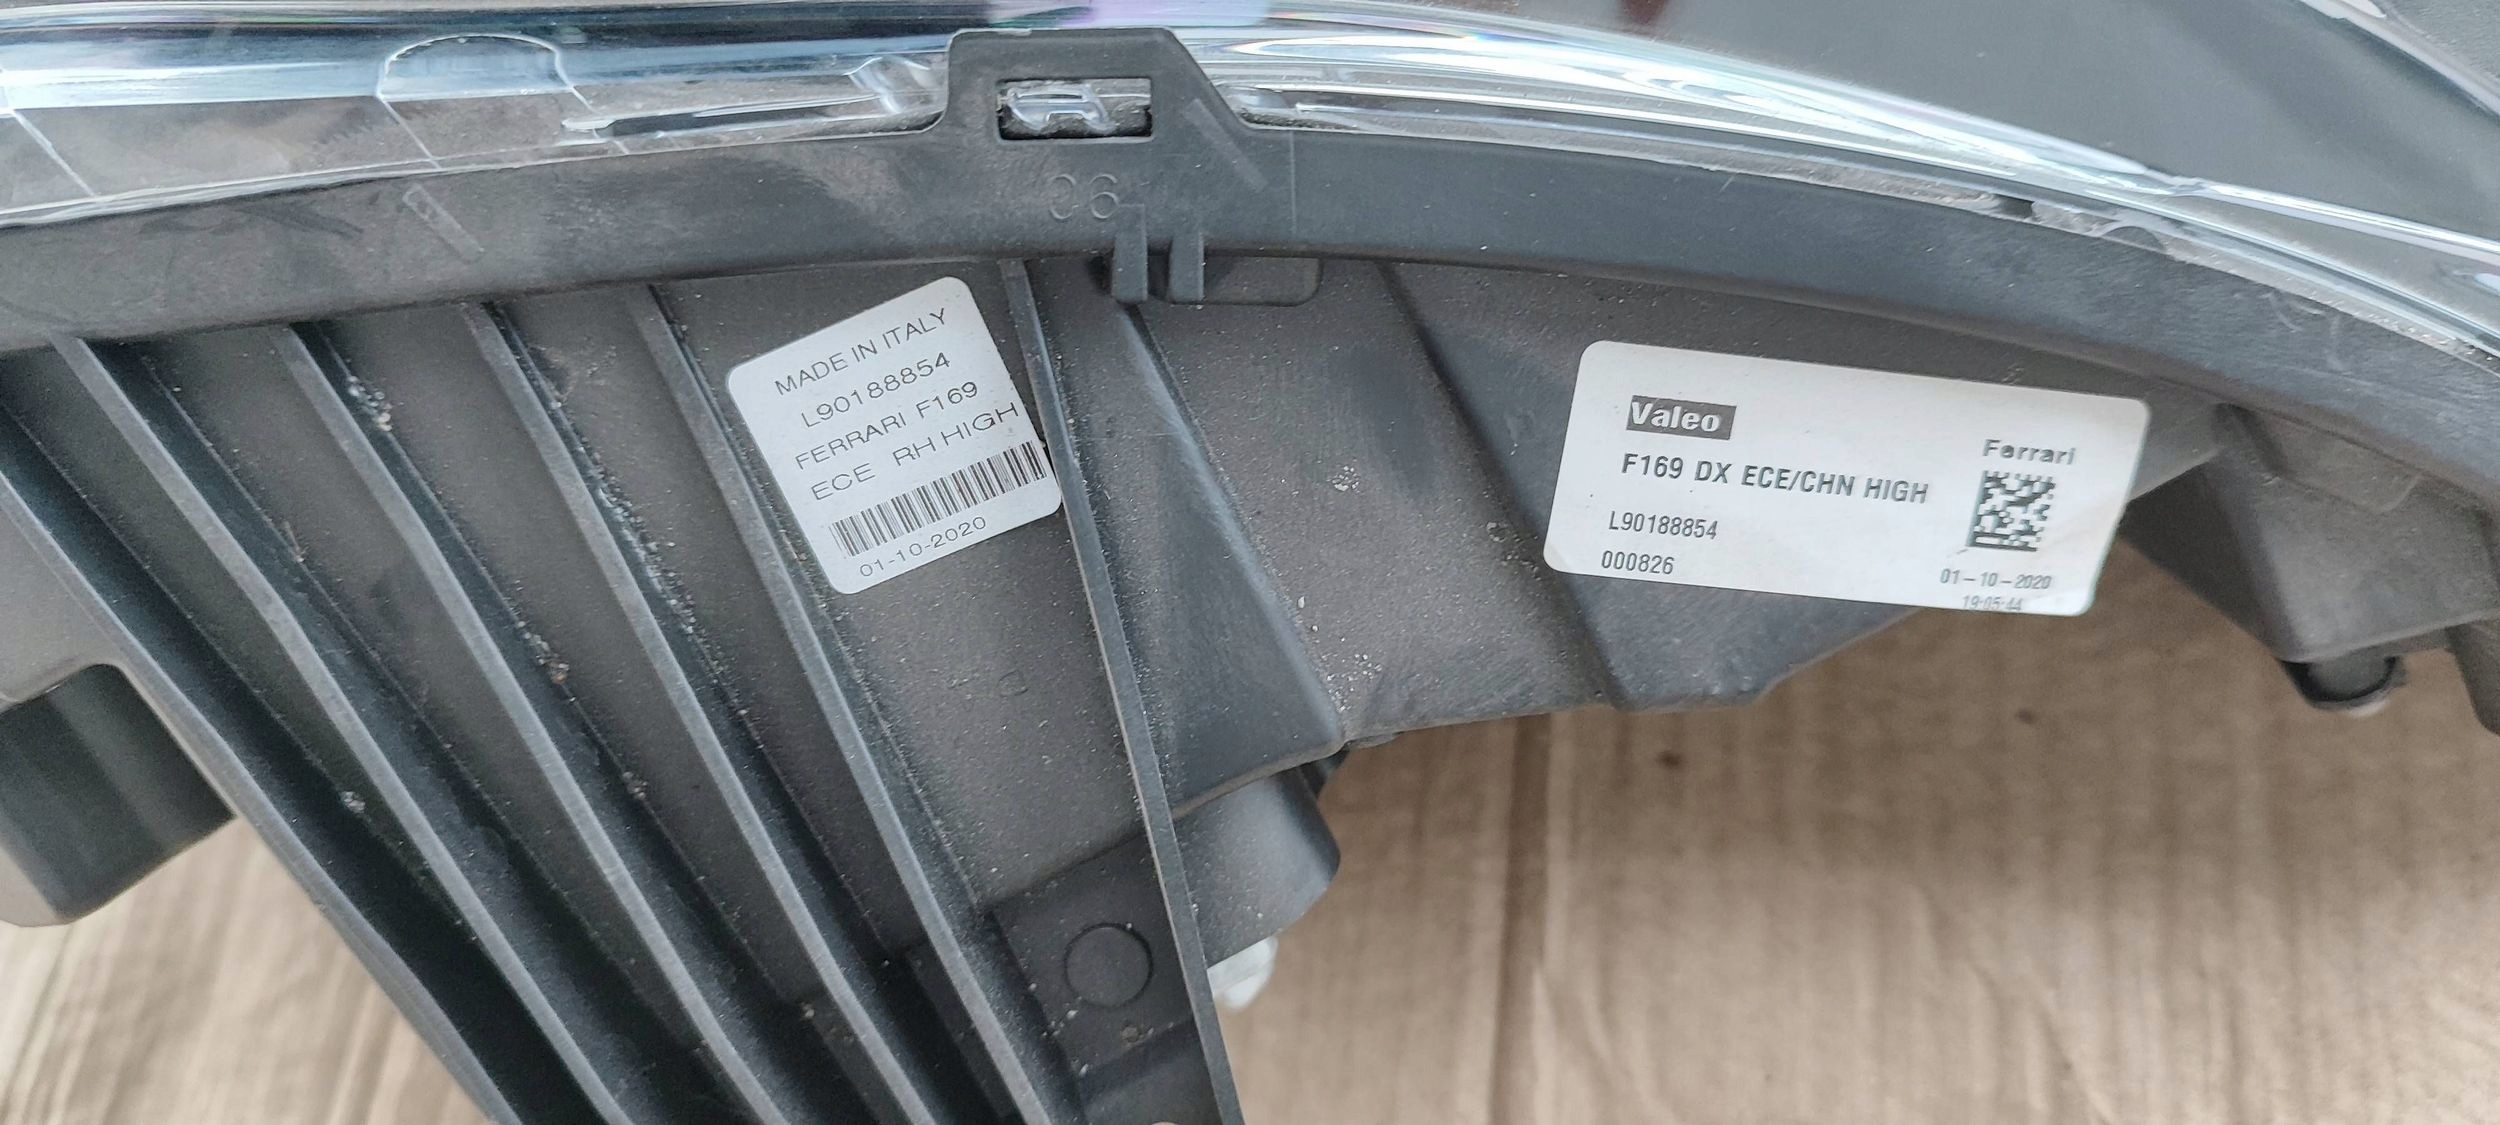 06
MADE IN ITALY
L90188854
FERRARI F169
ECE RH HIGH
01-10-2020
Valeo
Ferrari
F169 DX ECE/CHN HIGH
L90188854
000826
01-10-2020
19:05:44